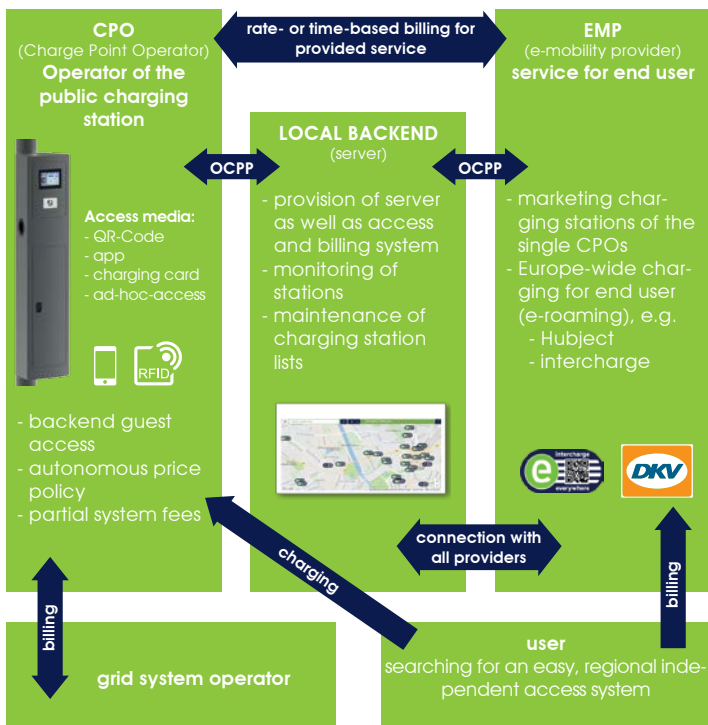 CPO
(Charge Point Operator)
Operator of the
public charging
station
rate- or time-based billing for
provided service
EMP
(e-mobility provider)
service for end user
LOCAL BACKEND
(server)
OCPP
OCPP
Access media:
- QR-Code
- app
- charging card
- ad-hoc-access
RFID
- backend guest
access
- autonomous price
policy
- partial system fees
- provision of server
as well as access
and billing system
- monitoring of
stations
- maintenance of
charging station
lists
- marketing char-
ging stations of the
single CPOs
- Europe-wide char-
ging for end user
(e-roaming), e.g.
- Hubject
- intercharge
intercharge
e
everywhere
DKV
connection with
all providers
charging
billing
billing
grid system operator
user
searching for an easy, regional inde-
pendent access system